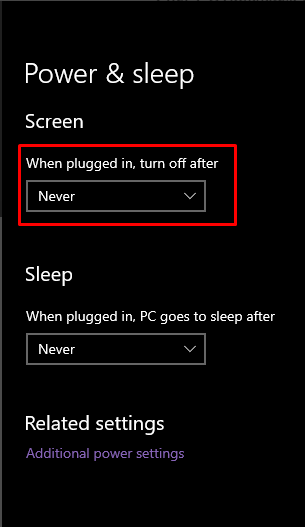 Power & sleep
Screen
When plugged in, turn off after
Never
Sleep
When plugged in, PC goes to sleep after
Never
Related settings
Additional power settings